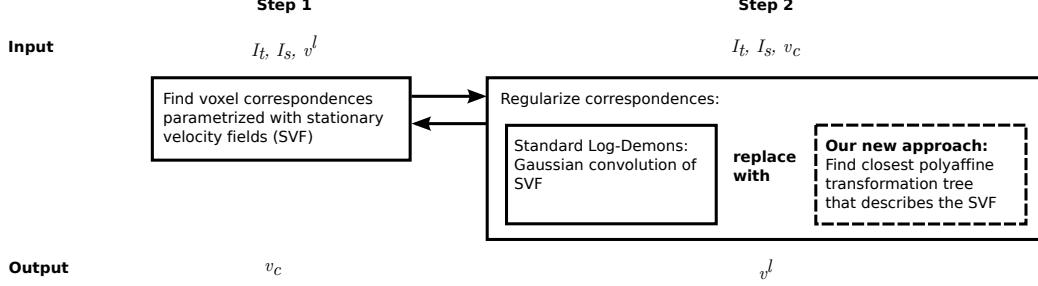 Step 1 Step 2
Input I_t, I_s, v^l I_t, I_s, v_c
Find voxel correspondences
parametrized with stationary
velocity fields (SVF)
Regularize correspondences:
Standard Log-Demons:
Gaussian convolution of
SVF
replace
with
Our new approach:
Find closest polyaffine
transformation tree
that describes the SVF
Output v_c v^l